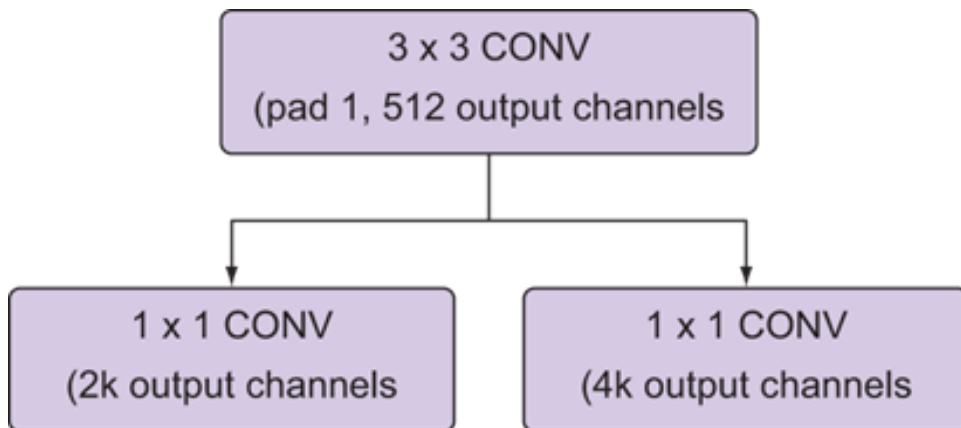 3 x 3 CONV
(pad 1, 512 output channels
1 x 1 CONV
(2k output channels
1 x 1 CONV
(4k output channels